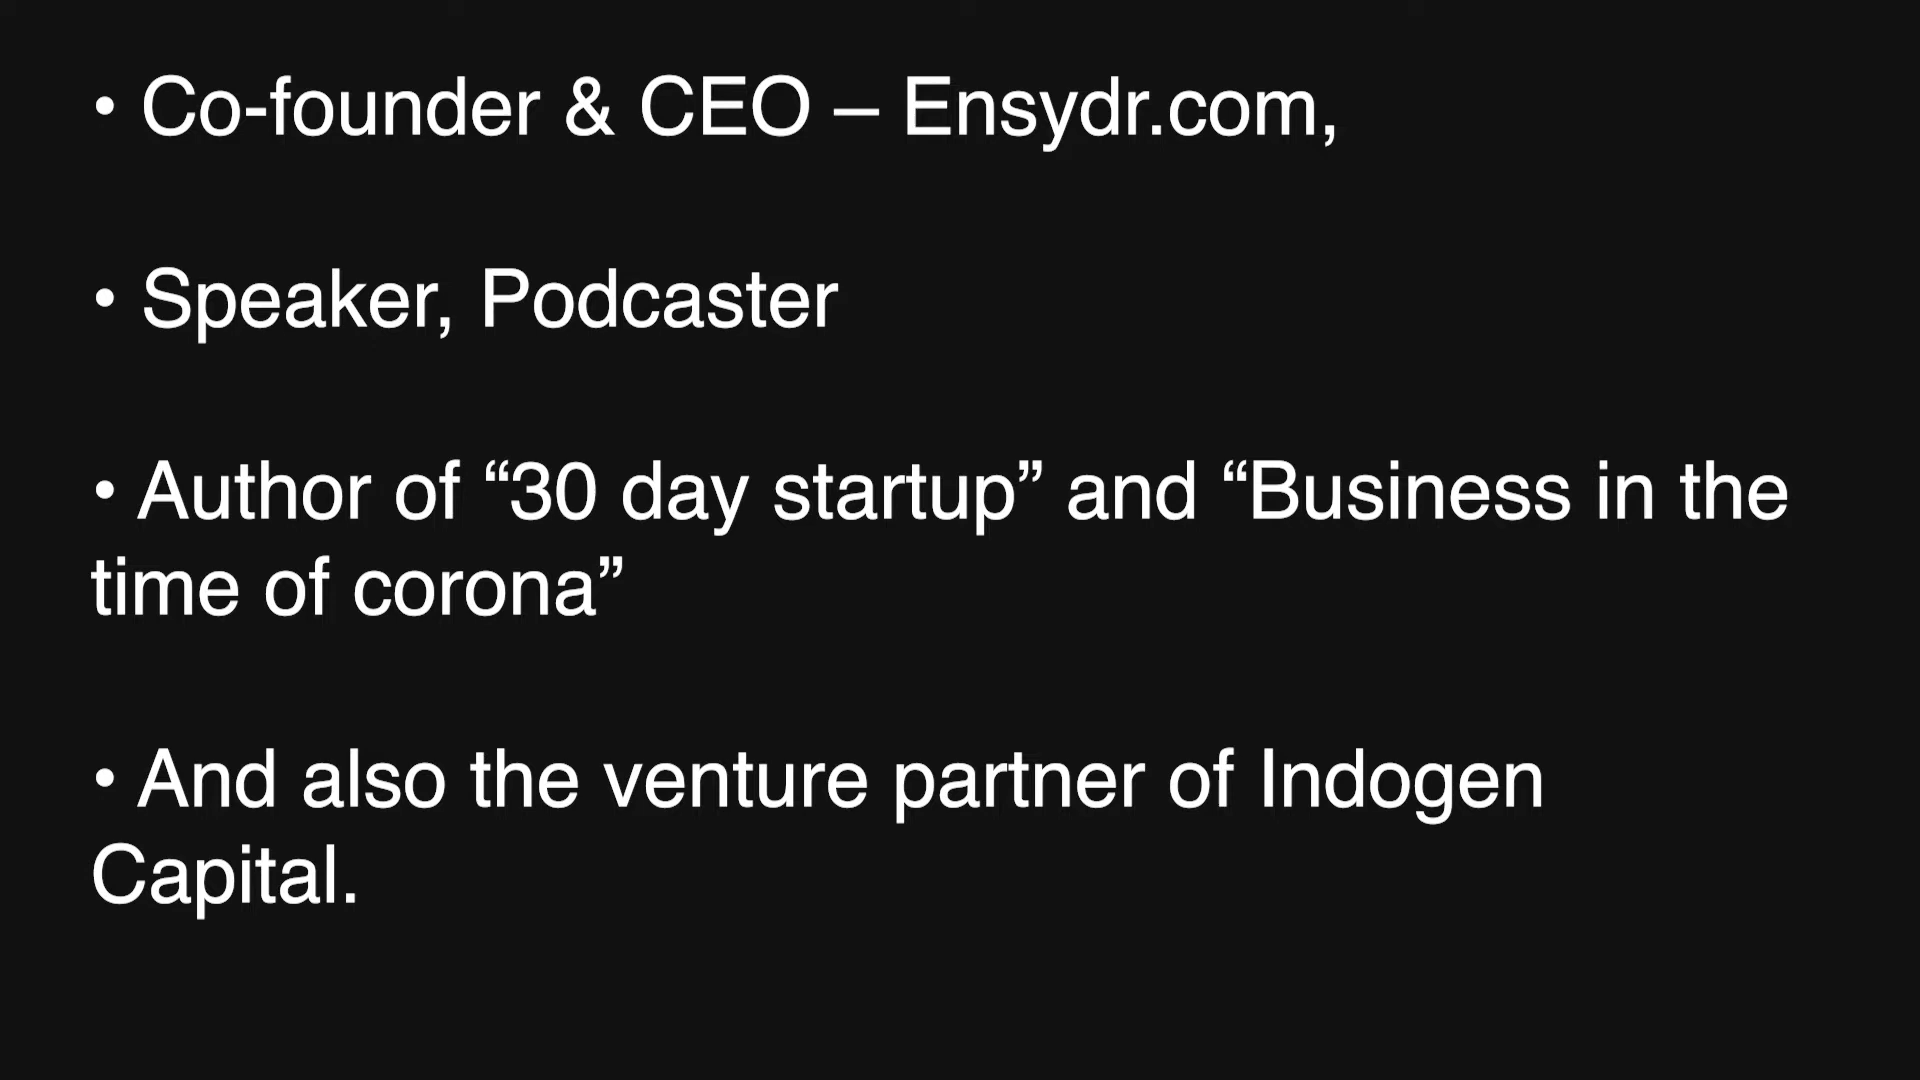 • Co-founder & CEO – Ensydr.com,
• Speaker, Podcaster
• Author of “30 day startup” and “Business in the
time of corona”
• And also the venture partner of Indogen
Capital.